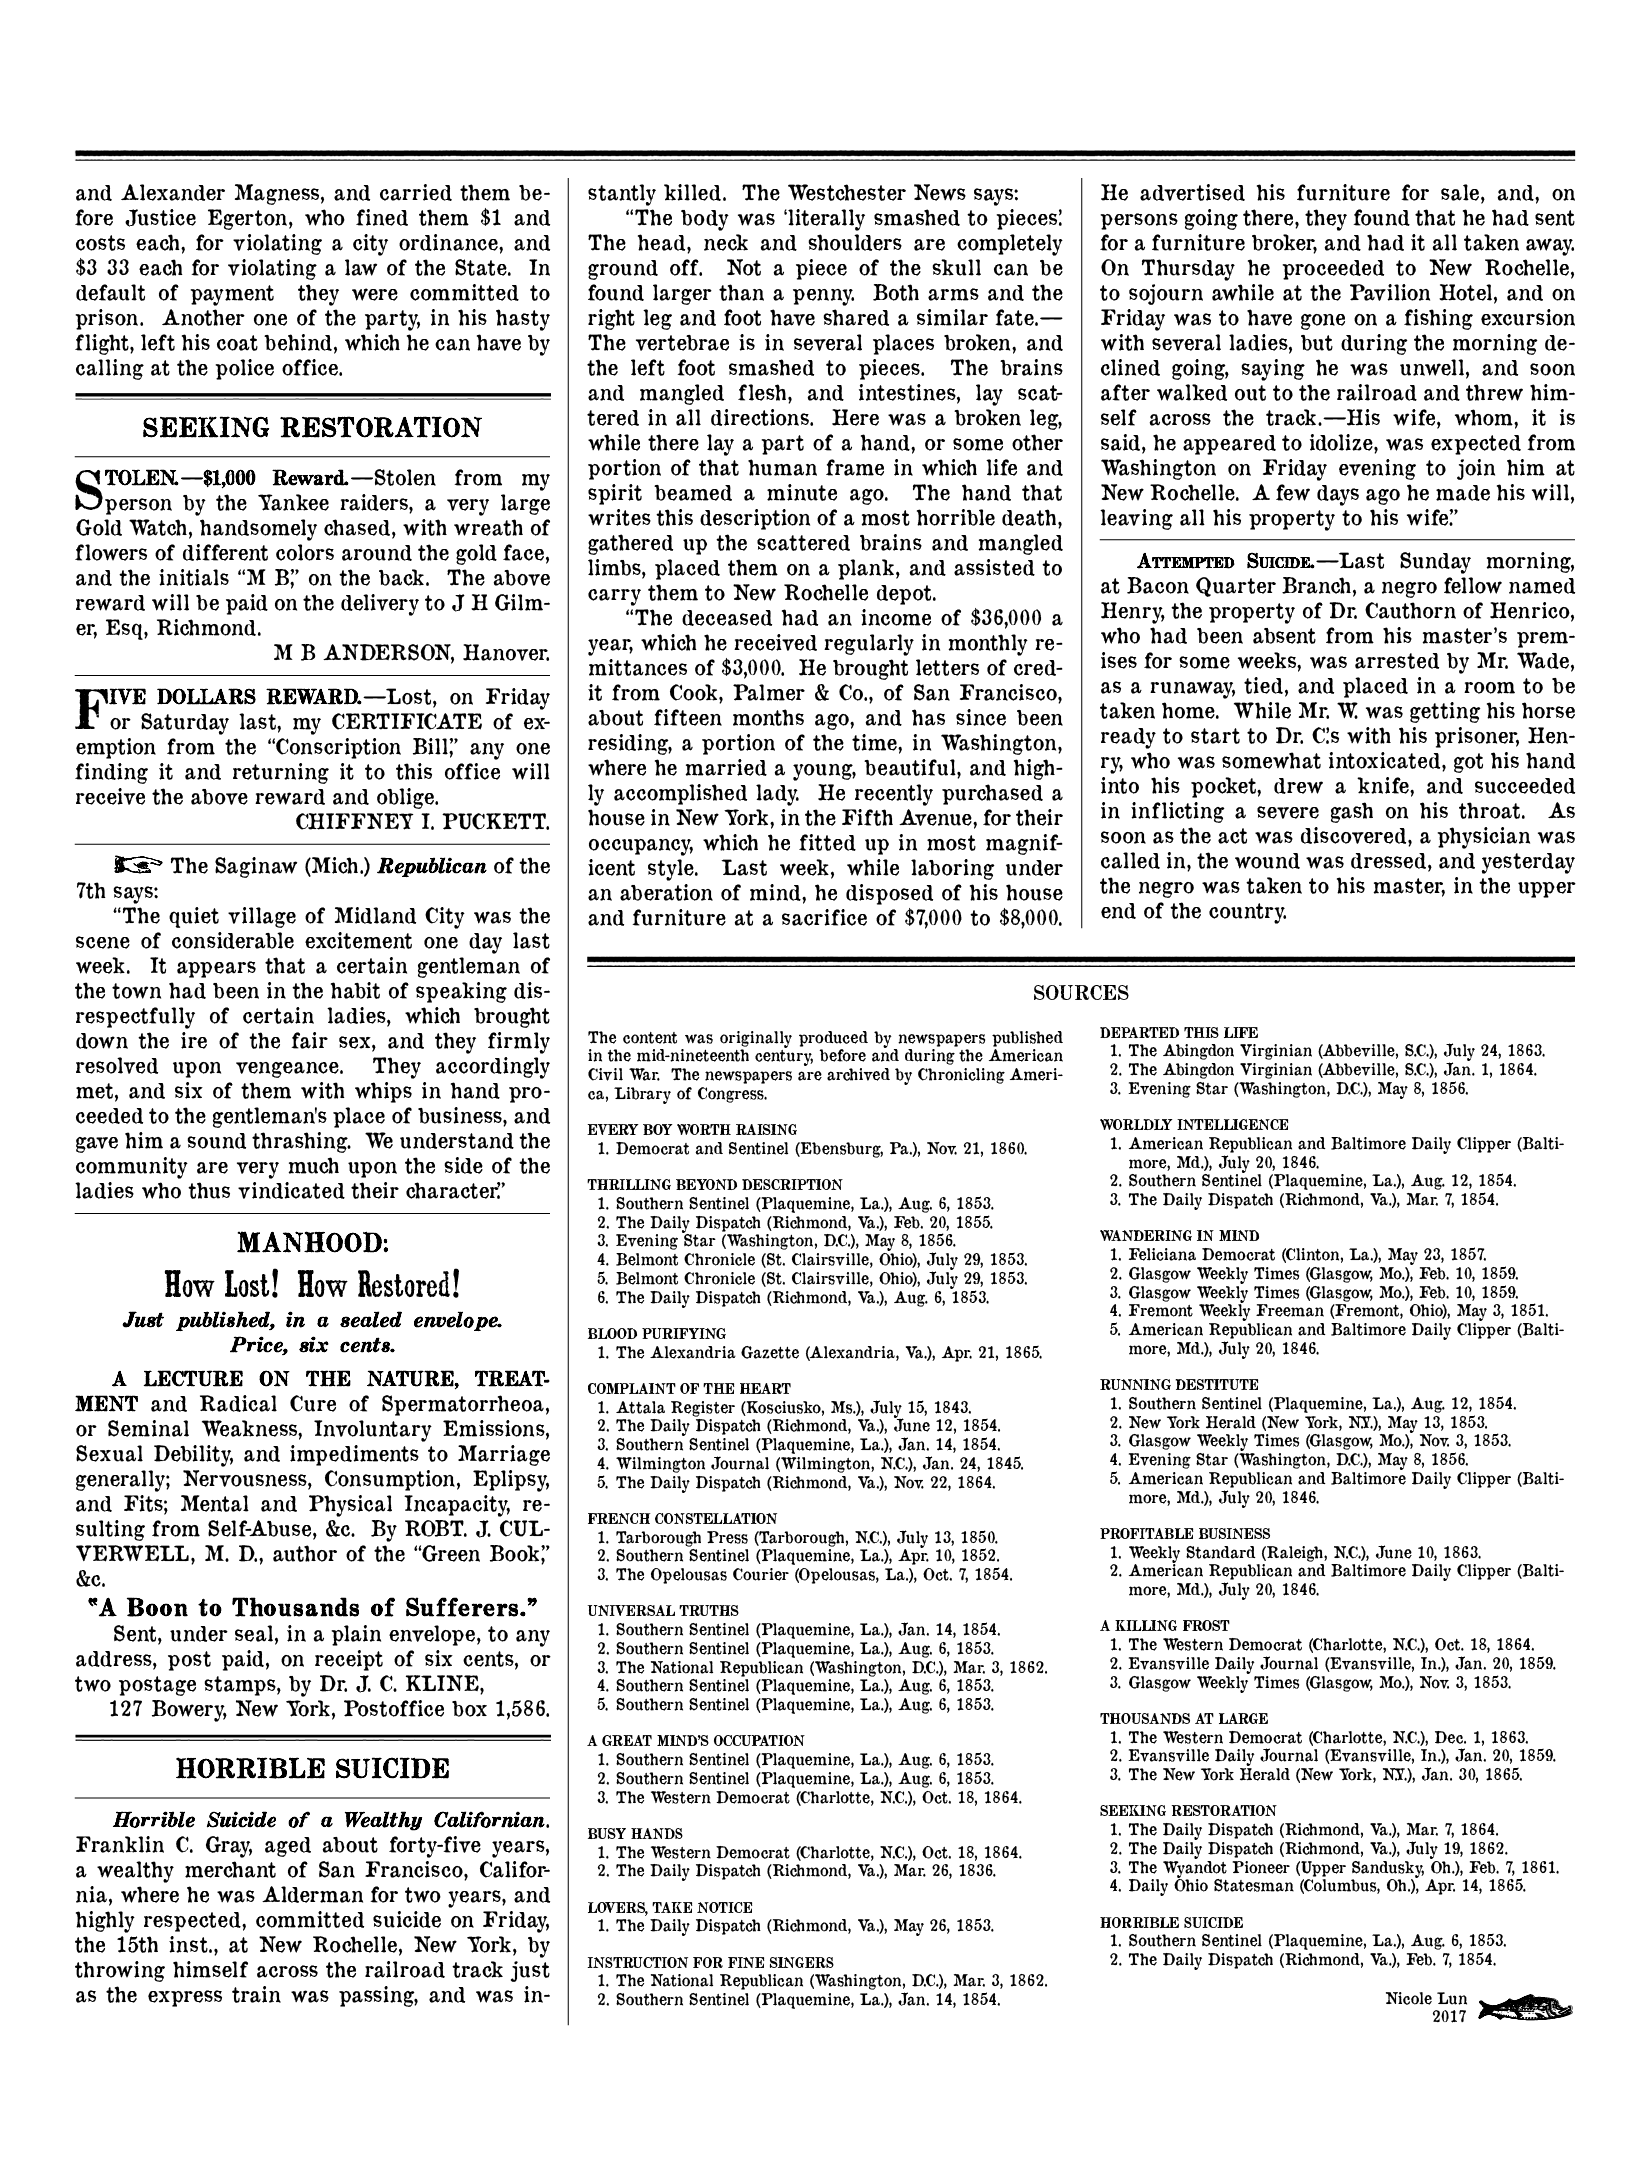 and Alexander Magness, and carried them be-
fore Justice Egerton, who fined them $1 and
costs each, for violating a city ordinance, and
$3 33 each for violating a law of the State. In
default of payment they were committed to
prison. Another one of the party, in his hasty
flight, left his coat behind, which he can have by
calling at the police office.
SEEKING RESTORATION
STOLEN.—$1,000 Reward.—Stolen from my
person by the Yankee raiders, a very large
Gold Watch, handsomely chased, with wreath of
flowers of different colors around the gold face,
and the initials “M B,” on the back. The above
reward will be paid on the delivery to J H Gilm-
er, Esq, Richmond.
M B ANDERSON, Hanover.
FIVE DOLLARS REWARD.—Lost, on Friday
or Saturday last, my CERTIFICATE of ex-
emption from the “Conscription Bill,” any one
finding it and returning it to this office will
receive the above reward and oblige.
CHIFFNEY I. PUCKETT.
☞ The Saginaw (Mich.) Republican of the
7th says:
“The quiet village of Midland City was the
scene of considerable excitement one day last
week. It appears that a certain gentleman of
the town had been in the habit of speaking dis-
respectfully of certain ladies, which brought
down the ire of the fair sex, and they firmly
resolved upon vengeance. They accordingly
met, and six of them with whips in hand pro-
ceeded to the gentleman's place of business, and
gave him a sound thrashing. We understand the
community are very much upon the side of the
ladies who thus vindicated their character.”
MANHOOD:
How Lost! How Restored!
Just published, in a sealed envelope.
Price, six cents.
A LECTURE ON THE NATURE, TREAT-
MENT and Radical Cure of Spermatorrheoa,
or Seminal Weakness, Involuntary Emissions,
Sexual Debility, and impediments to Marriage
generally; Nervousness, Consumption, Eplipsy,
and Fits; Mental and Physical Incapacity, re-
sulting from Self-Abuse, &c. By ROBT. J. CUL-
VERWELL, M. D., author of the “Green Book,”
&c.
"A Boon to Thousands of Sufferers."
Sent, under seal, in a plain envelope, to any
address, post paid, on receipt of six cents, or
two postage stamps, by Dr. J. C. KLINE,
127 Bowery, New York, Postoffice box 1,586.
HORRIBLE SUICIDE
Horrible Suicide of a Wealthy Californian.
Franklin C. Gray, aged about forty-five years,
a wealthy merchant of San Francisco, Califor-
nia, where he was Alderman for two years, and
highly respected, committed suicide on Friday,
the 15th inst., at New Rochelle, New York, by
throwing himself across the railroad track just
as the express train was passing, and was in-
stantly killed. The Westchester News says:
“The body was ‘literally smashed to pieces.’
The head, neck and shoulders are completely
ground off. Not a piece of the skull can be
found larger than a penny. Both arms and the
right leg and foot have shared a similar fate.—
The vertebrae is in several places broken, and
the left foot smashed to pieces. The brains
and mangled flesh, and intestines, lay scat-
tered in all directions. Here was a broken leg,
while there lay a part of a hand, or some other
portion of that human frame in which life and
spirit beamed a minute ago. The hand that
writes this description of a most horrible death,
gathered up the scattered brains and mangled
limbs, placed them on a plank, and assisted to
carry them to New Rochelle depot.
“The deceased had an income of $36,000 a
year, which he received regularly in monthly re-
mittances of $3,000. He brought letters of cred-
it from Cook, Palmer & Co., of San Francisco,
about fifteen months ago, and has since been
residing, a portion of the time, in Washington,
where he married a young, beautiful, and high-
ly accomplished lady. He recently purchased a
house in New York, in the Fifth Avenue, for their
occupancy, which he fitted up in most magnif-
icent style. Last week, while laboring under
an aberation of mind, he disposed of his house
and furniture at a sacrifice of $7,000 to $8,000.
He advertised his furniture for sale, and, on
persons going there, they found that he had sent
for a furniture broker, and had it all taken away.
On Thursday he proceeded to New Rochelle,
to sojourn awhile at the Pavilion Hotel, and on
Friday was to have gone on a fishing excursion
with several ladies, but during the morning de-
clined going, saying he was unwell, and soon
after walked out to the railroad and threw him-
self across the track.—His wife, whom, it is
said, he appeared to idolize, was expected from
Washington on Friday evening to join him at
New Rochelle. A few days ago he made his will,
leaving all his property to his wife.”
ATTEMPTED SUICIDE.—Last Sunday morning,
at Bacon Quarter Branch, a negro fellow named
Henry, the property of Dr. Cauthorn of Henrico,
who had been absent from his master's prem-
ises for some weeks, was arrested by Mr. Wade,
as a runaway, tied, and placed in a room to be
taken home. While Mr. W. was getting his horse
ready to start to Dr. C.'s with his prisoner, Hen-
ry, who was somewhat intoxicated, got his hand
into his pocket, drew a knife, and succeeded
in inflicting a severe gash on his throat. As
soon as the act was discovered, a physician was
called in, the wound was dressed, and yesterday
the negro was taken to his master, in the upper
end of the country.
SOURCES
The content was originally produced by newspapers published
in the mid-nineteenth century, before and during the American
Civil War. The newspapers are archived by Chronicling Ameri-
ca, Library of Congress.
EVERY BOY WORTH RAISING
1. Democrat and Sentinel (Ebensburg, Pa.), Nov. 21, 1860.
THRILLING BEYOND DESCRIPTION
1. Southern Sentinel (Plaquemine, La.), Aug. 6, 1853.
2. The Daily Dispatch (Richmond, Va.), Feb. 20, 1855.
3. Evening Star (Washington, D.C.), May 8, 1856.
4. Belmont Chronicle (St. Clairsville, Ohio), July 29, 1853.
5. Belmont Chronicle (St. Clairsville, Ohio), July 29, 1853.
6. The Daily Dispatch (Richmond, Va.), Aug. 6, 1853.
BLOOD PURIFYING
1. The Alexandria Gazette (Alexandria, Va.), Apr. 21, 1865.
COMPLAINT OF THE HEART
1. Attala Register (Kosciusko, Ms.), July 15, 1843.
2. The Daily Dispatch (Richmond, Va.), June 12, 1854.
3. Southern Sentinel (Plaquemine, La.), Jan. 14, 1854.
4. Wilmington Journal (Wilmington, N.C.), Jan. 24, 1845.
5. The Daily Dispatch (Richmond, Va.), Nov. 22, 1864.
FRENCH CONSTELLATION
1. Tarborough Press (Tarborough, N.C.), July 13, 1850.
2. Southern Sentinel (Plaquemine, La.), Apr. 10, 1852.
3. The Opelousas Courier (Opelousas, La.), Oct. 7, 1854.
UNIVERSAL TRUTHS
1. Southern Sentinel (Plaquemine, La.), Jan. 14, 1854.
2. Southern Sentinel (Plaquemine, La.), Aug. 6, 1853.
3. The National Republican (Washington, D.C.), Mar. 3, 1862.
4. Southern Sentinel (Plaquemine, La.), Aug. 6, 1853.
5. Southern Sentinel (Plaquemine, La.), Aug. 6, 1853.
A GREAT MIND'S OCCUPATION
1. Southern Sentinel (Plaquemine, La.), Aug. 6, 1853.
2. Southern Sentinel (Plaquemine, La.), Aug. 6, 1853.
3. The Western Democrat (Charlotte, N.C.), Oct. 18, 1864.
BUSY HANDS
1. The Western Democrat (Charlotte, N.C.), Oct. 18, 1864.
2. The Daily Dispatch (Richmond, Va.), Mar. 26, 1836.
LOVERS, TAKE NOTICE
1. The Daily Dispatch (Richmond, Va.), May 26, 1853.
INSTRUCTION FOR FINE SINGERS
1. The National Republican (Washington, D.C.), Mar. 3, 1862.
2. Southern Sentinel (Plaquemine, La.), Jan. 14, 1854.
DEPARTED THIS LIFE
1. The Abingdon Virginian (Abbeville, S.C.), July 24, 1863.
2. The Abingdon Virginian (Abbeville, S.C.), Jan. 1, 1864.
3. Evening Star (Washington, D.C.), May 8, 1856.
WORLDLY INTELLIGENCE
1. American Republican and Baltimore Daily Clipper (Balti-
more, Md.), July 20, 1846.
2. Southern Sentinel (Plaquemine, La.), Aug. 12, 1854.
3. The Daily Dispatch (Richmond, Va.), Mar. 7, 1854.
WANDERING IN MIND
1. Feliciana Democrat (Clinton, La.), May 23, 1857.
2. Glasgow Weekly Times (Glasgow, Mo.), Feb. 10, 1859.
3. Glasgow Weekly Times (Glasgow, Mo.), Feb. 10, 1859.
4. Fremont Weekly Freeman (Fremont, Ohio), May 3, 1851.
5. American Republican and Baltimore Daily Clipper (Balti-
more, Md.), July 20, 1846.
RUNNING DESTITUTE
1. Southern Sentinel (Plaquemine, La.), Aug. 12, 1854.
2. New York Herald (New York, N.Y.), May 13, 1853.
3. Glasgow Weekly Times (Glasgow, Mo.), Nov. 3, 1853.
4. Evening Star (Washington, D.C.), May 8, 1856.
5. American Republican and Baltimore Daily Clipper (Balti-
more, Md.), July 20, 1846.
PROFITABLE BUSINESS
1. Weekly Standard (Raleigh, N.C.), June 10, 1863.
2. American Republican and Baltimore Daily Clipper (Balti-
more, Md.), July 20, 1846.
A KILLING FROST
1. The Western Democrat (Charlotte, N.C.), Oct. 18, 1864.
2. Evansville Daily Journal (Evansville, In.), Jan. 20, 1859.
3. Glasgow Weekly Times (Glasgow, Mo.), Nov. 3, 1853.
THOUSANDS AT LARGE
1. The Western Democrat (Charlotte, N.C.), Dec. 1, 1863.
2. Evansville Daily Journal (Evansville, In.), Jan. 20, 1859.
3. The New York Herald (New York, N.Y.), Jan. 30, 1865.
SEEKING RESTORATION
1. The Daily Dispatch (Richmond, Va.), Mar. 7, 1864.
2. The Daily Dispatch (Richmond, Va.), July 19, 1862.
3. The Wyandot Pioneer (Upper Sandusky, Oh.), Feb. 7, 1861.
4. Daily Ohio Statesman (Columbus, Oh.), Apr. 14, 1865.
HORRIBLE SUICIDE
1. Southern Sentinel (Plaquemine, La.), Aug. 6, 1853.
2. The Daily Dispatch (Richmond, Va.), Feb. 7, 1854.
Nicole Lun
2017